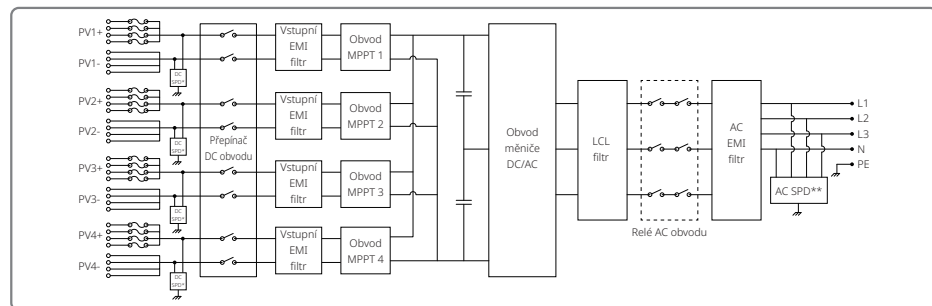 PV1+
PV1-
DC
SPD*
PV2+
PV2-
DC
SPD*
PV3+
PV3-
DC
SPD*
PV4+
PV4-
DC
SPD*
Přepínač
DC obvodu
Vstupní
EMI
filtr
Obvod
MPPT 1
Vstupní
EMI
filtr
Obvod
MPPT 2
Vstupní
EMI
filtr
Obvod
MPPT 3
Vstupní
EMI
filtr
Obvod
MPPT 4
Obvod
měniče
DC/AC
LCL
filtr
Relé AC obvodu
AC
EMI
filtr
L1
L2
L3
N
PE
AC SPD**